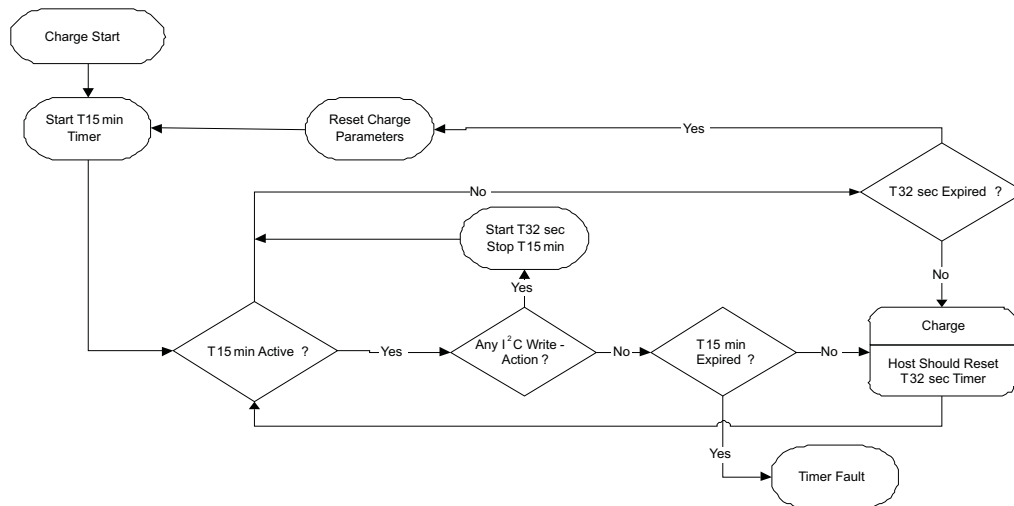 Charge Start
Start T15 min
Timer
Reset Charge
Parameters
Yes
No
T32 sec Expired ?
Start T32 sec
Stop T15 min
No
Yes
Charge
T15 min Active ?
Yes
Any I²C Write -
Action ?
No
T15 min
Expired ?
No
Host Should Reset
T32 sec Timer
Yes
Timer Fault